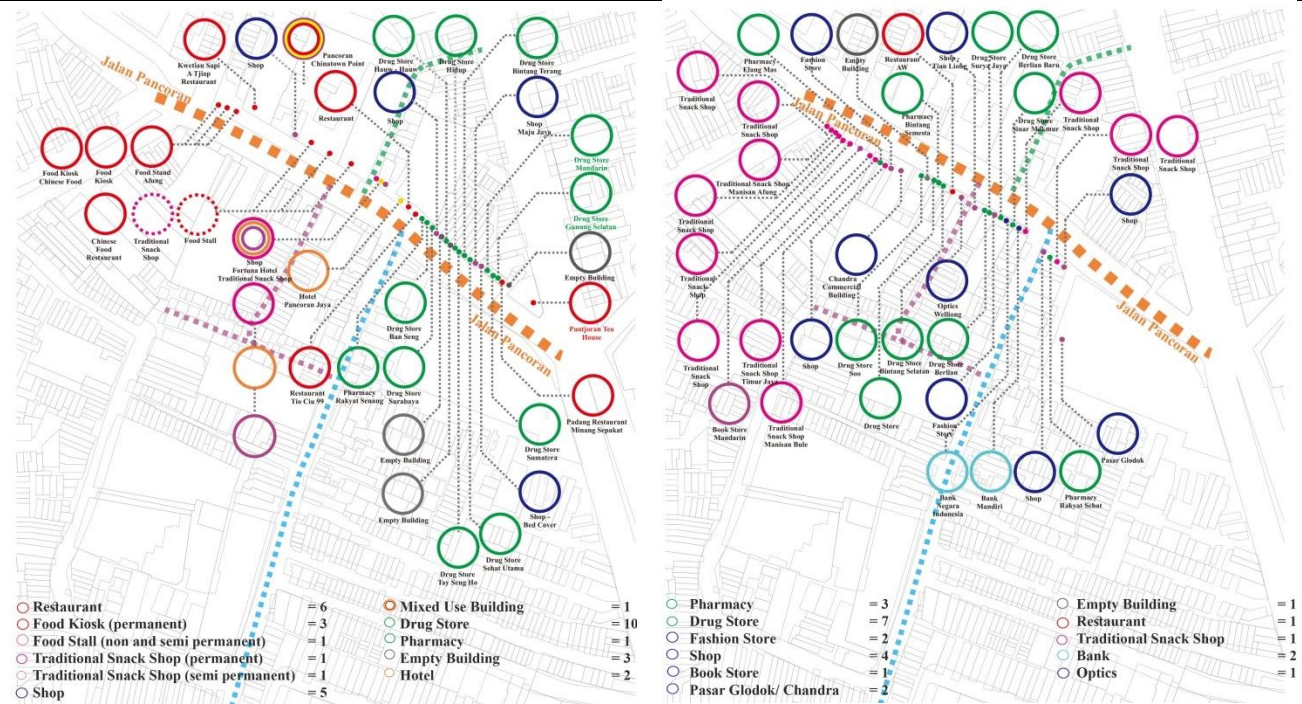 Jalan Pancoran
Kwetiau Sapi
A Tjiap
Restaurant
Shop
Pancoran
Chinatown Point
Drug Store
Hauw - Hauw
Drug Store
Hidup
Drug Store
Bintang Terang
Restaurant
Shop
Shop
Maju Jaya
Drug Store
Mandarin
Food Kiosk
Chinese Food
Food
Kiosk
Food Stand
Afung
Drug Store
Gunung Selatan
Chinese
Food
Restaurant
Traditional
Snack
Shop
Food Stall
Shop
Fortuna Hotel
Traditional Snack Shop
Hotel
Pancoran Jaya
Empty Building
Drug Store
Ban Seng
Jalan Pancoran
Pantjoran Tea
House
Restaurant
Tio Ciu 99
Pharmacy
Rakyat Senang
Drug Store
Surabaya
Padang Restaurant
Minang Sepakat
Empty Building
Drug Store
Sumatera
Empty Building
Shop -
Bed Cover
Drug Store
Tay Seng Ho
Drug Store
Sehat Utama
Restaurant = 6
Food Kiosk (permanent) = 3
Food Stall (non and semi permanent) = 1
Traditional Snack Shop (permanent) = 1
Traditional Snack Shop (semi permanent) = 1
Shop = 5
Mixed Use Building = 1
Drug Store = 10
Pharmacy = 1
Empty Building = 3
Hotel = 2
Pharmacy
Elang Mas
Fashion
Store
Empty
Building
Restaurant
AW
Shop -
Tian Liong
Drug Store
Surya Jaya
Drug Store
Berlian Baru
Traditional
Snack Shop
Traditional
Snack Shop
Jalan Pancoran
Pharmacy
Bintang
Semesta
Drug Store
Sinar Makmur
Traditional
Snack Shop
Traditional
Snack Shop
Traditional
Snack Shop
Traditional Snack Shop
Manisan Afung
Traditional
Snack Shop
Shop
Traditional
Snack
Shop
Chandra
Commercial
Building
Optics
Wellong
Jalan Pancoran
Traditional
Snack
Shop
Traditional
Snack Shop
Timur Jaya
Shop
Drug Store
Soo
Drug Store
Bintang Selatan
Drug Store
Berlian
Book Store
Mandarin
Traditional
Snack Shop
Manisan Bule
Drug Store
Fashion
Store
Pasar Glodok
Bank
Negara
Indonesia
Bank
Mandiri
Shop
Pharmacy
Rakyat Sehat
Pharmacy = 3
Drug Store = 7
Fashion Store = 2
Shop = 4
Book Store = 1
Pasar Glodok/ Chandra = 2
Empty Building = 1
Restaurant = 1
Traditional Snack Shop = 1
Bank = 2
Optics = 1